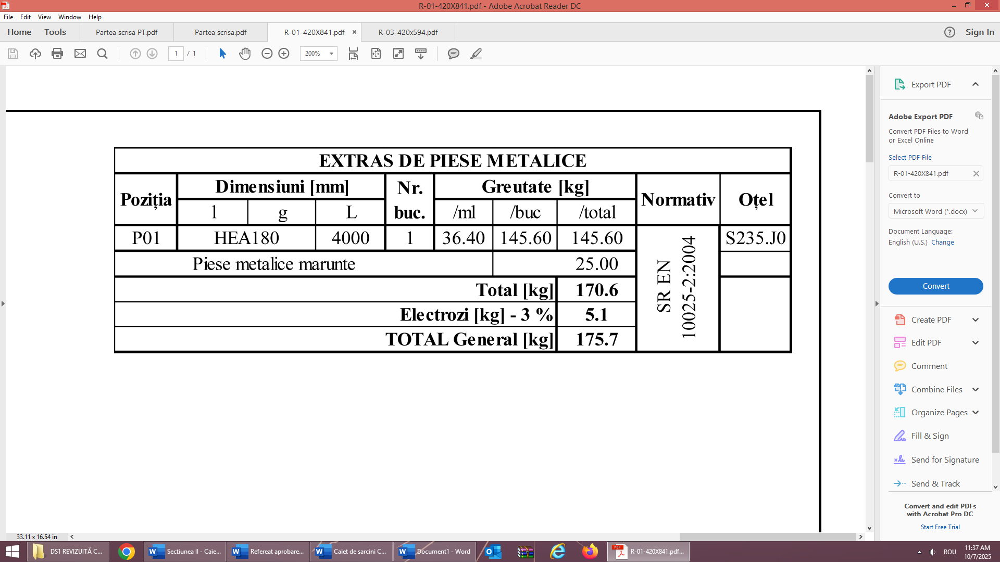 R-01-420X841.pdf - Adobe Acrobat Reader DC
File Edit View Window Help
Home Tools Partea scrisa PT.pdf Partea scrisa.pdf R-01-420X841.pdf × R-03-420x594.pdf ? Sign In
1 / 1 200%
Export PDF
Adobe Export PDF
Convert PDF Files to Word
or Excel Online
Select PDF File
R-01-420X841.pdf
Convert to
Microsoft Word (*.docx)
Document Language:
English (U.S.) Change
Convert
Create PDF
Edit PDF
Comment
Combine Files
Organize Pages
Fill & Sign
Send for Signature
Send & Track
Convert and edit PDFs
with Acrobat Pro DC
Start Free Trial
EXTRAS DE PIESE METALICE
Poziția Dimensiuni [mm] Nr. buc. Greutate [kg] Normativ Oțel
l g L /ml /buc /total
P01 HEA180 4000 1 36.40 145.60 145.60 S235.J0
Piese metalice marunte 25.00
Total [kg] 170.6
Electrozi [kg] - 3 % 5.1
TOTAL General [kg] 175.7
SR EN
10025-2:2004
33.11 x 16.54 in
DS1 REVIZUITĂ C... Sectiunea II - Caie... Refereat aprobare... Caiet de sarcini C... Document1 - Word R-01-420X841.pdf... ROU 11:37 AM
10/7/2025